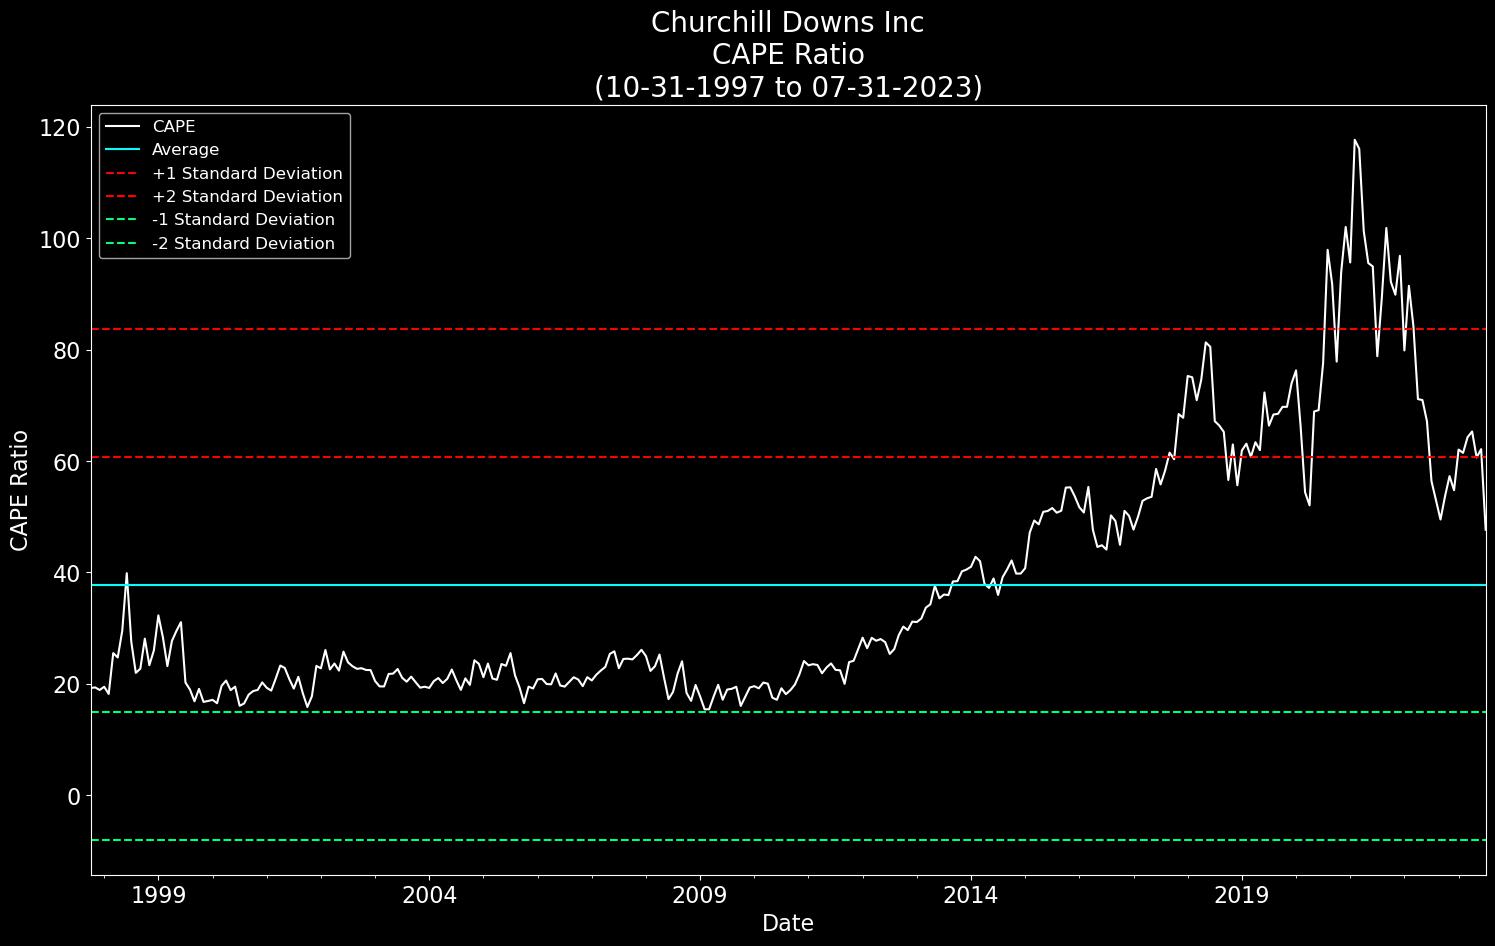 Churchill Downs Inc
CAPE Ratio
(10-31-1997 to 07-31-2023)
CAPE
Average
+1 Standard Deviation
+2 Standard Deviation
-1 Standard Deviation
-2 Standard Deviation
120
100
80
60
40
20
0
CAPE Ratio
1999
2004
2009
2014
2019
Date